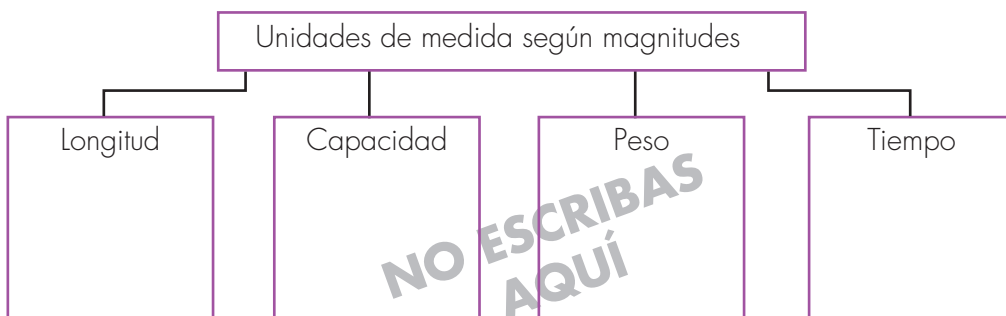 Unidades de medida según magnitudes
Longitud
Capacidad
Peso
Tiempo
NO ESCRIBAS
AQUÍ